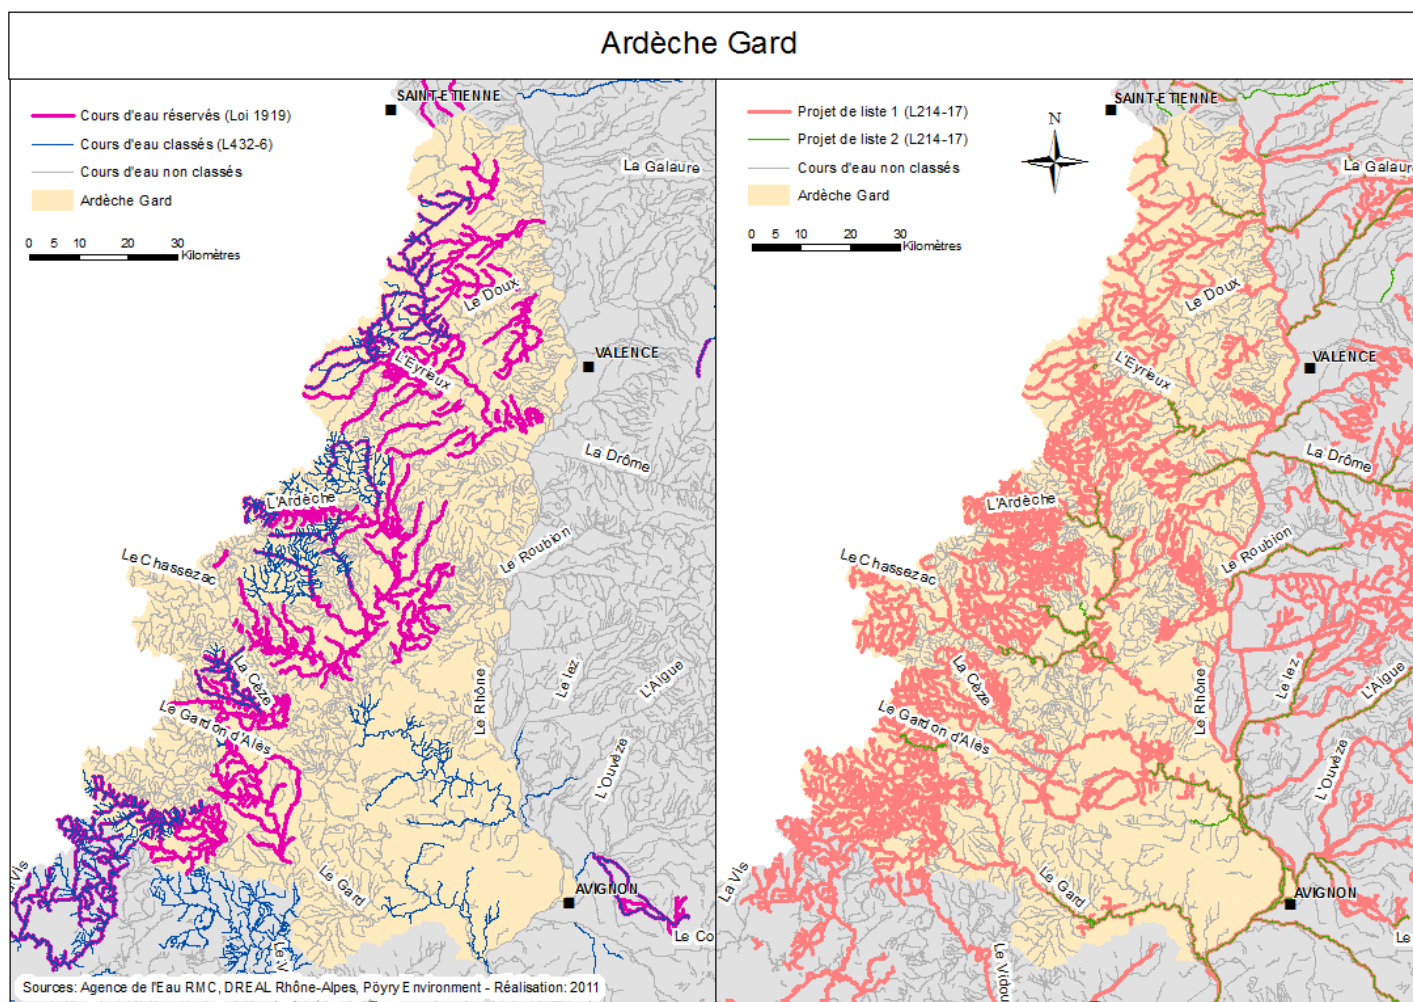 Ardèche Gard
SAINT-ETIENNE
Cours d'eau réservés (Loi 1919)
Cours d'eau classés (L432-6)
Cours d'eau non classés
Ardèche Gard
0 5 10 20 30
Kilomètres
La Galaure
Le Doux
VALENCE
L'Eyrieux
La Drôme
L'Ardèche
Le Roubion
Le Chassezac
La Cèze
Le lez
L'Aigue
Le Rhône
Le Gardon d'Alès
L'Ouvèze
Le Gard
AVIGNON
a Vis
Le V
Le Co
Sources: Agence de l'Eau RMC, DREAL Rhône-Alpes, Pöyry Environment - Réalisation: 2011
SAINT-ETIENNE
Projet de liste 1 (L214-17)
Projet de liste 2 (L214-17)
Cours d'eau non classés
Ardèche Gard
0 5 10 20 30
Kilomètres
N
La Galaur
Le Doux
VALENCE
L'Eyrieux
La Drôme
L'Ardèche
Le Roubion
Le Chassezac
La Cèze
Le lez
L'Aigue
Le Rhône
Le Gardon d'Alès
L'Ouvèze
La Vis
Le Gard
AVIGNON
Le Vidou
Le